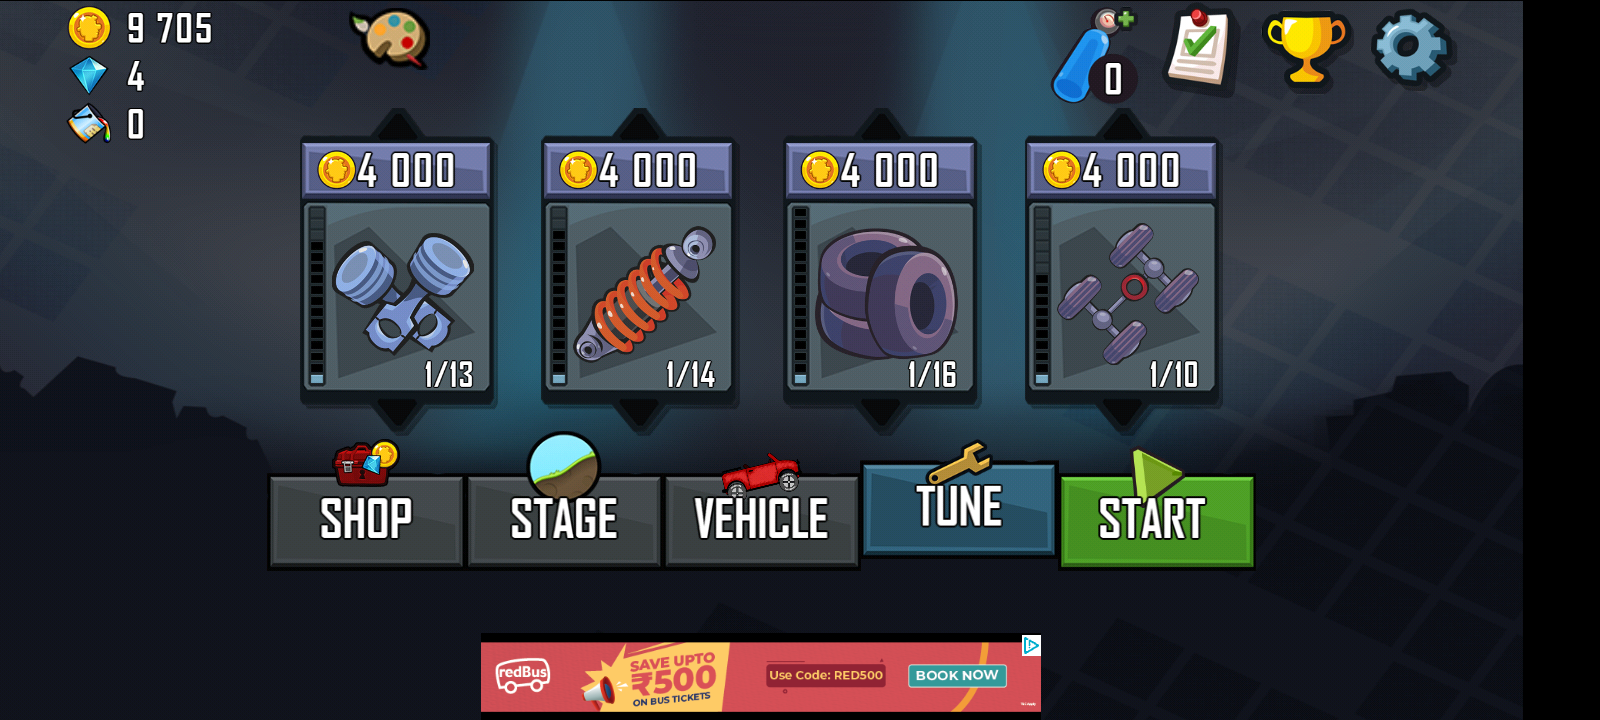 9 705
4
0
0
4 000
4 000
4 000
4 000
1/13
1/14
1/16
1/10
SHOP
STAGE
VEHICLE
TUNE
START
redBus
SAVE UPTO
₹500
ON BUS TICKETS
Use Code: RED500
BOOK NOW